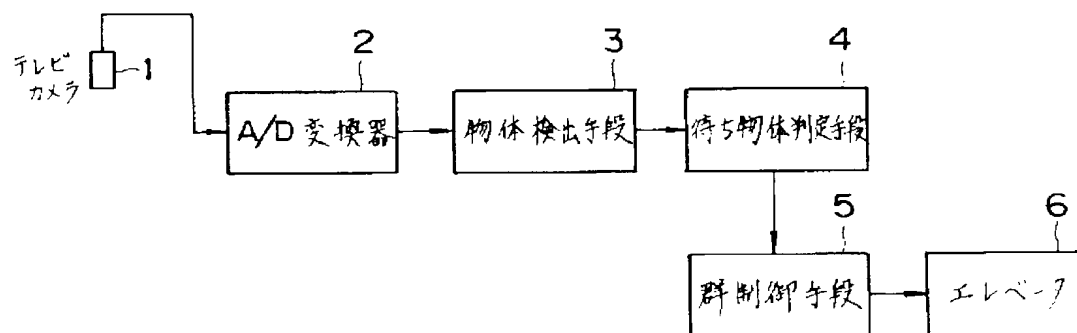 テレビ
カメラ
1
2
A/D変換器
3
物体検出手段
4
待ち物体判定手段
5
群制御手段
6
エレベータ